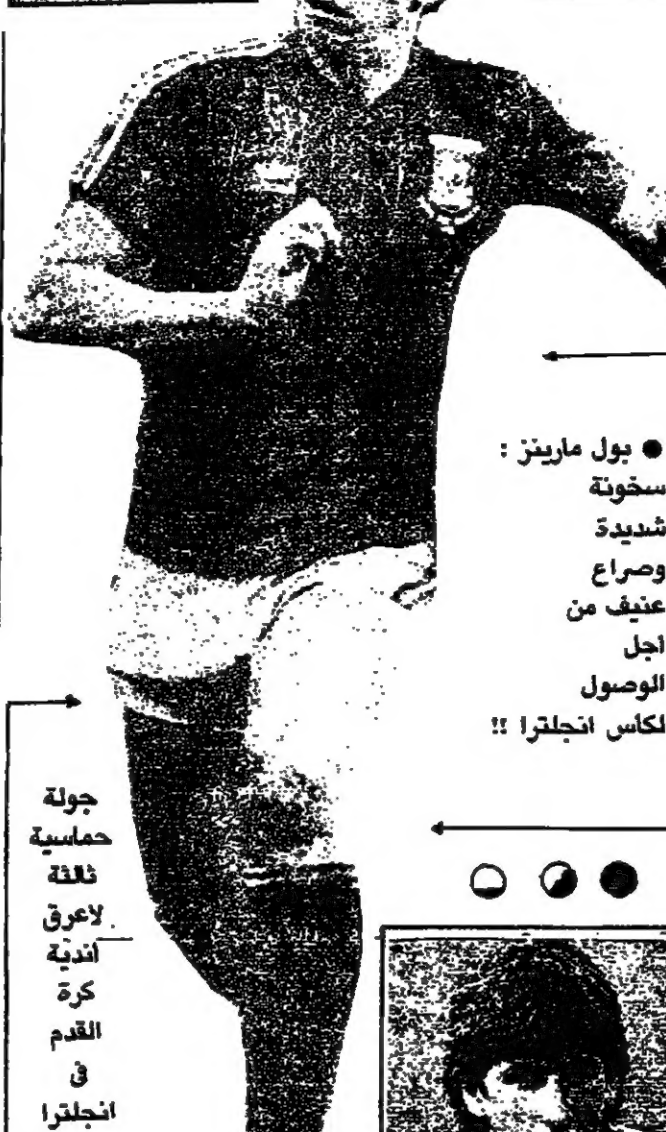 ● بول مارينز :
سخونة
شديدة
وصراع
عنيف من
اجل
الوصول
لكأس انجلترا !!
جولة
حماسية
ثالثة
لاعرق
اندية
كرة
القدم
فى
انجلترا